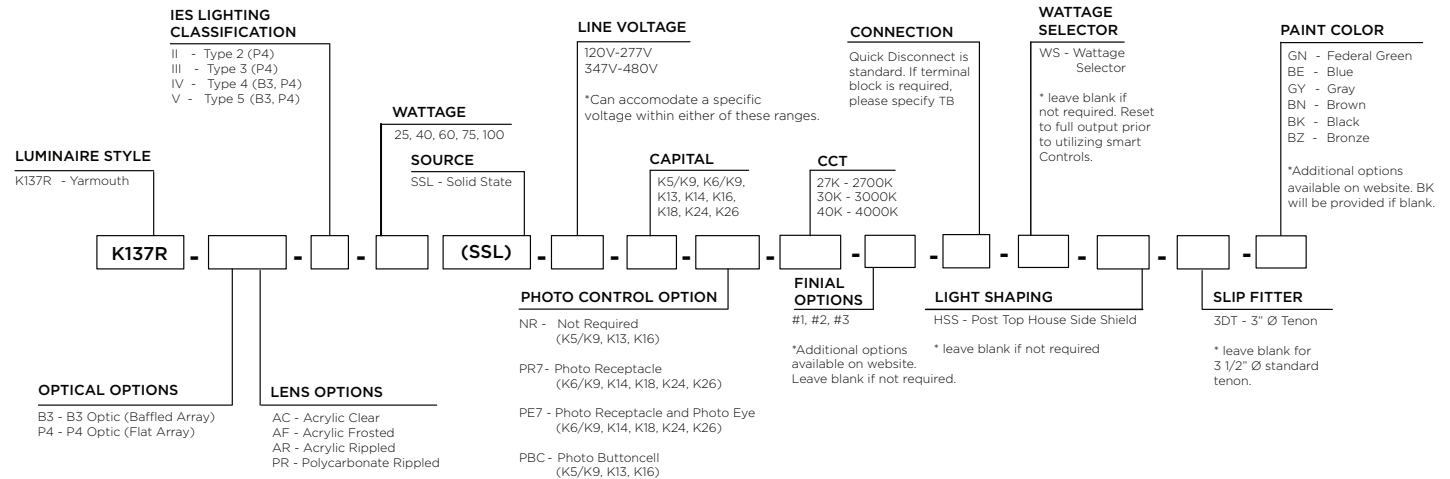 IES LIGHTING
CLASSIFICATION
II - Type 2 (P4)
III - Type 3 (P4)
IV - Type 4 (B3, P4)
V - Type 5 (B3, P4)
LINE VOLTAGE
120V-277V
347V-480V
*Can accomodate a specific
voltage within either of these ranges.
CONNECTION
Quick Disconnect is
standard. If terminal
block is required,
please specify TB
WATTAGE
SELECTOR
WS - Wattage
Selector
* leave blank if
not required. Reset
to full output prior
to utilizing smart
Controls.
PAINT COLOR
GN - Federal Green
BE - Blue
GY - Gray
BN - Brown
BK - Black
BZ - Bronze
*Additional options
available on website. BK
will be provided if blank.
WATTAGE
25, 40, 60, 75, 100
LUMINAIRE STYLE
K137R - Yarmouth
SOURCE
SSL - Solid State
CAPITAL
K5/K9, K6/K9,
K13, K14, K16,
K18, K24, K26
CCT
27K - 2700K
30K - 3000K
40K - 4000K
K137R - - - (SSL) - - - - - - - - - -
OPTICAL OPTIONS
B3 - B3 Optic (Baffled Array)
P4 - P4 Optic (Flat Array)
LENS OPTIONS
AC - Acrylic Clear
AF - Acrylic Frosted
AR - Acrylic Rippled
PR - Polycarbonate Rippled
PHOTO CONTROL OPTION
NR - Not Required
(K5/K9, K13, K16)
PR7- Photo Receptacle
(K6/K9, K14, K18, K24, K26)
PE7 - Photo Receptacle and Photo Eye
(K6/K9, K14, K18, K24, K26)
PBC - Photo Buttoncell
(K5/K9, K13, K16)
FINIAL
OPTIONS
#1, #2, #3
*Additional options
available on website.
Leave blank if not required.
LIGHT SHAPING
HSS - Post Top House Side Shield
* leave blank if not required
SLIP FITTER
3DT - 3" Ø Tenon
* leave blank for
3 1/2" Ø standard
tenon.